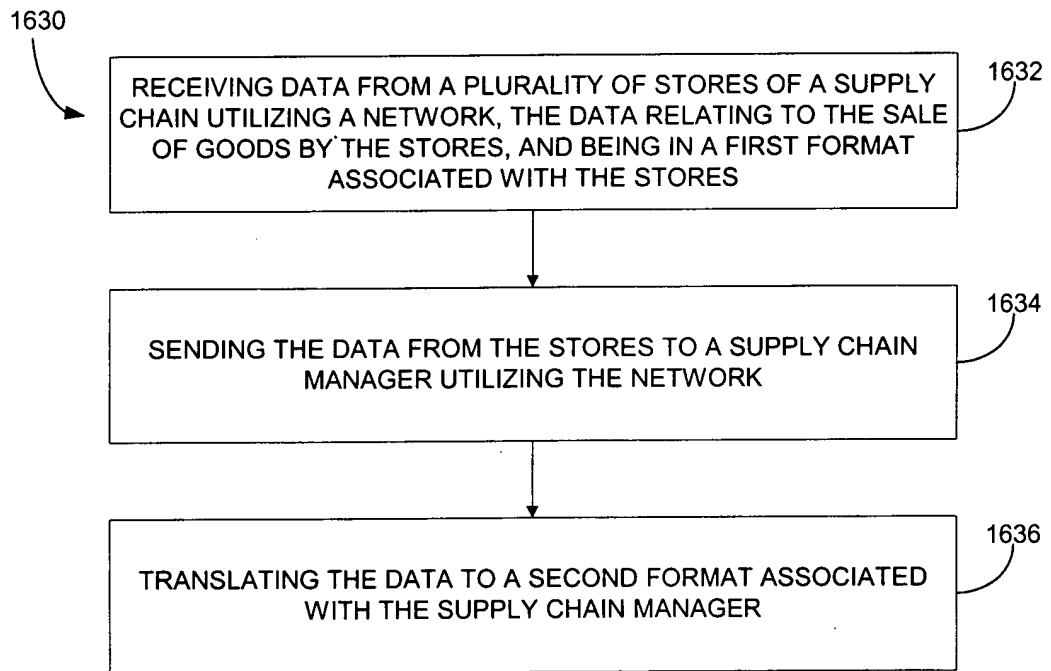 1630
RECEIVING DATA FROM A PLURALITY OF STORES OF A SUPPLY
CHAIN UTILIZING A NETWORK, THE DATA RELATING TO THE SALE
OF GOODS BY THE STORES, AND BEING IN A FIRST FORMAT
ASSOCIATED WITH THE STORES
1632
SENDING THE DATA FROM THE STORES TO A SUPPLY CHAIN
MANAGER UTILIZING THE NETWORK
1634
TRANSLATING THE DATA TO A SECOND FORMAT ASSOCIATED
WITH THE SUPPLY CHAIN MANAGER
1636